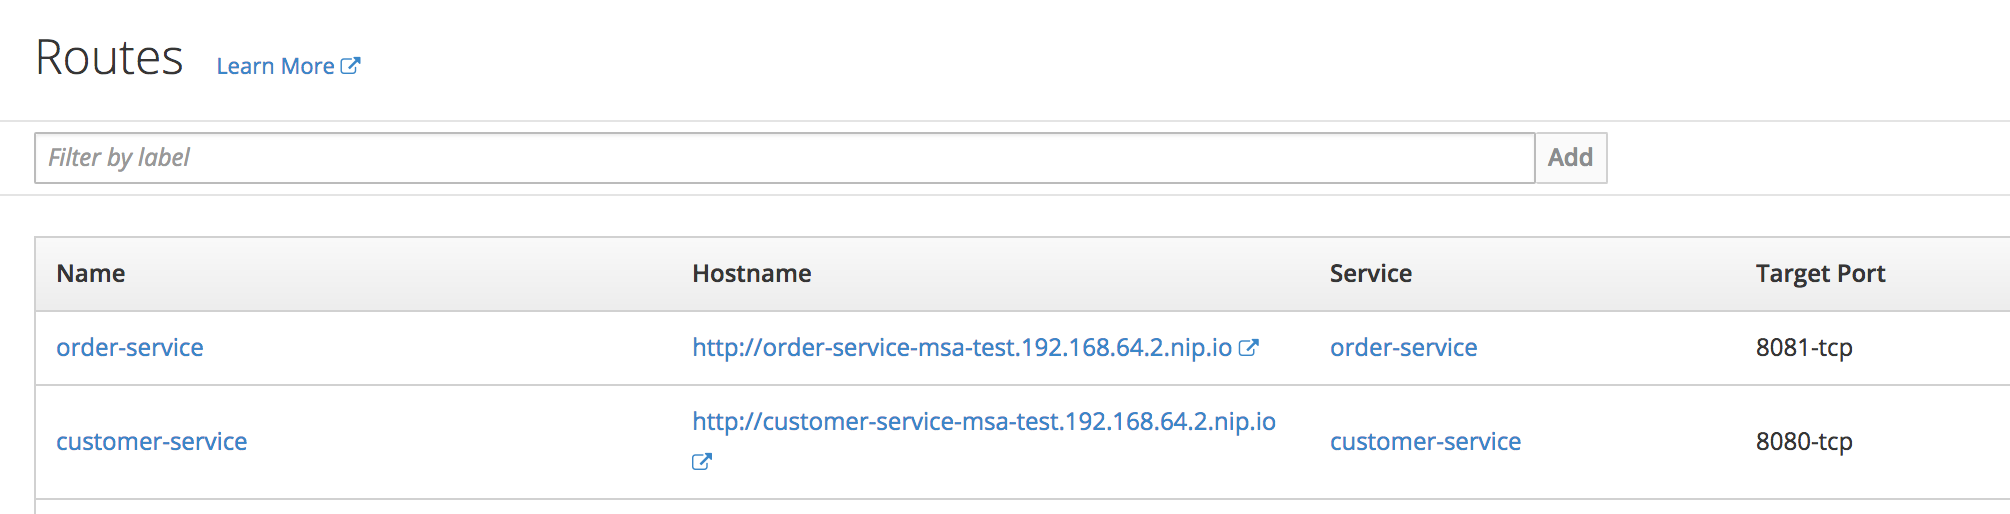 Routes Learn More
Filter by label Add
Name Hostname Service Target Port
order-service http://order-service-msa-test.192.168.64.2.nip.io order-service 8081-tcp
customer-service http://customer-service-msa-test.192.168.64.2.nip.io customer-service 8080-tcp